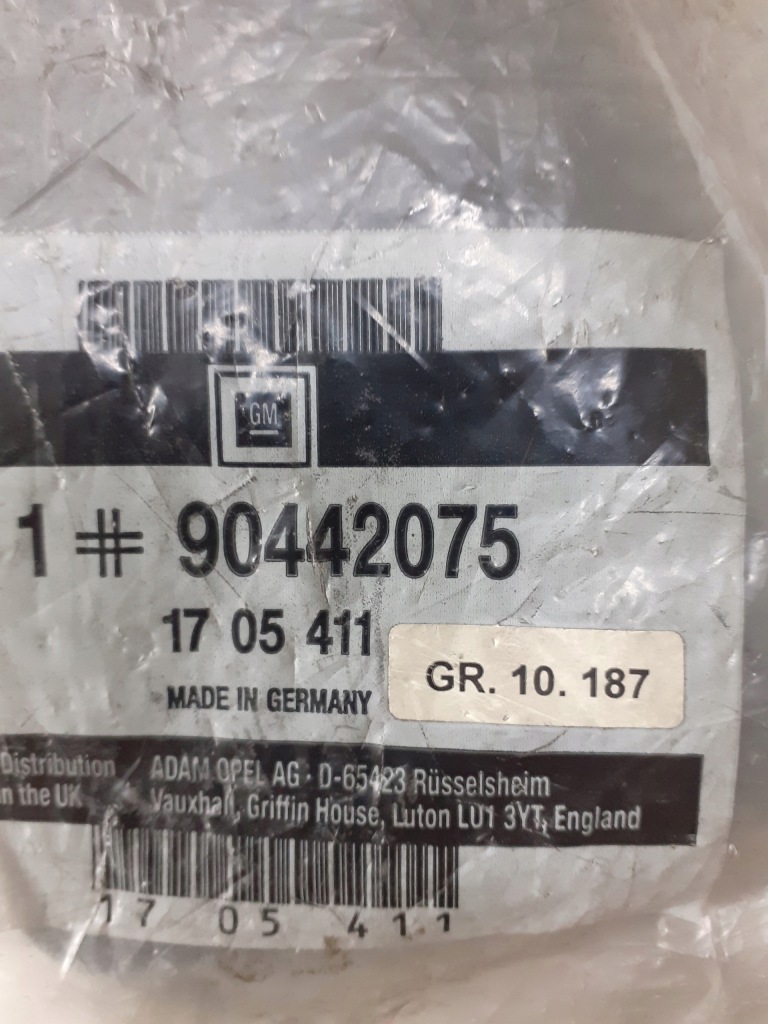 GM
1 # 90442075
17 05 411
GR. 10. 187
MADE IN GERMANY
Distribution
in the UK
ADAM OPEL AG · D-65423 Rüsselsheim
Vauxhall, Griffin House, Luton LU1 3YT, England
17 05 411